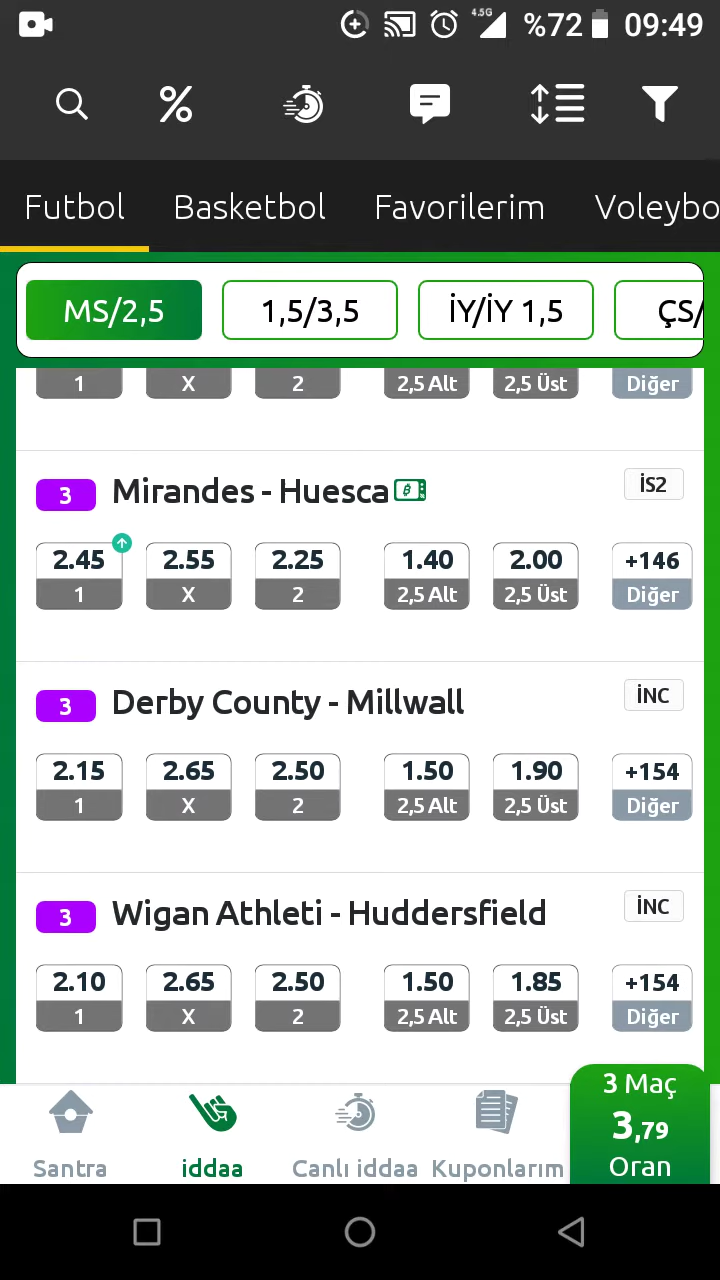 4.5G %72 09:49
%
Futbol Basketbol Favorilerim Voleybo
MS/2,5 1,5/3,5 İY/İY 1,5 ÇS/
1 X 2 2,5 Alt 2,5 Üst Diğer
3 Mirandes - Huesca İS2
2.45 2.55 2.25 1.40 2.00 +146
1 X 2 2,5 Alt 2,5 Üst Diğer
3 Derby County - Millwall İNC
2.15 2.65 2.50 1.50 1.90 +154
1 X 2 2,5 Alt 2,5 Üst Diğer
3 Wigan Athleti - Huddersfield İNC
2.10 2.65 2.50 1.50 1.85 +154
1 X 2 2,5 Alt 2,5 Üst Diğer
3 Maç
3,79
Oran
Santra iddaa Canlı iddaa Kuponlarım